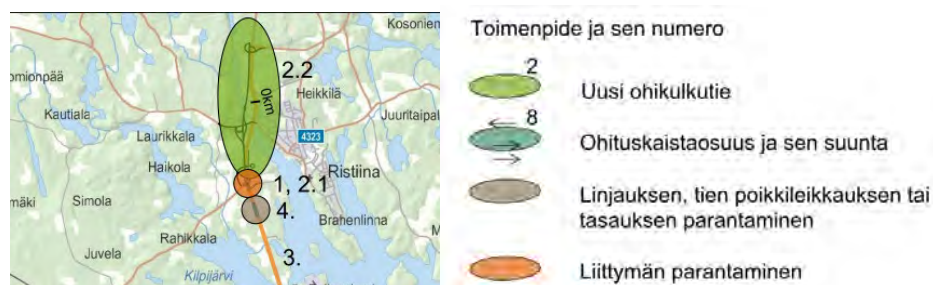 Kosonien
omionpää
2.2
0km
Heikkilä
Kautiala
Juuritaipal
Laurikkala
4323
Haikola
Ristiina
1, 2.1
mäki
Simola
4.
Brahenlinna
Rahikkala
M
Juvela
3.
Kilpijärvi
Toimenpide ja sen numero
2
Uusi ohikulkutie
8
Ohituskaistaosuus ja sen suunta
Linjauksen, tien poikkileikkauksen tai
tasauksen parantaminen
Liittymän parantaminen